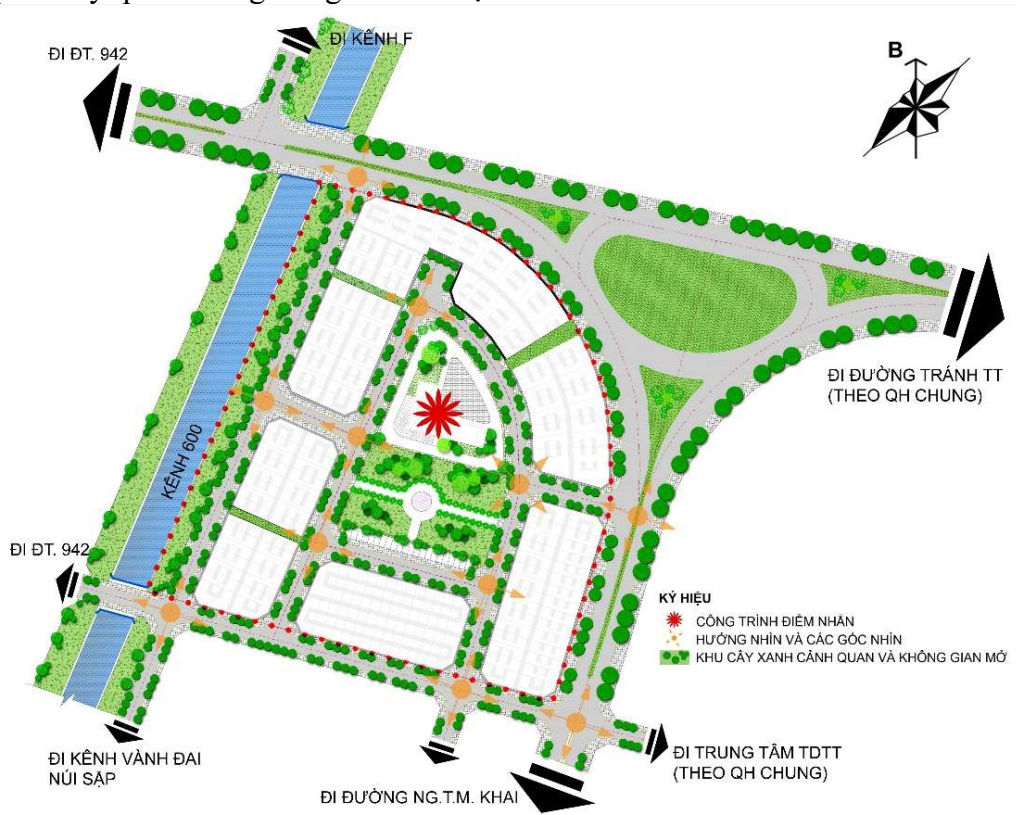 ĐI ĐT. 942
ĐI KÊNH F
B
ĐI ĐƯỜNG TRÁNH TT
(THEO QH CHUNG)
KÊNH 600
ĐI ĐT. 942
KÝ HIỆU
CÔNG TRÌNH ĐIỂM NHẤN
HƯỚNG NHÌN VÀ CÁC GÓC NHÌN
KHU CÂY XANH CẢNH QUAN VÀ KHÔNG GIAN MỞ
ĐI KÊNH VÀNH ĐAI
NÚI SẬP
ĐI TRUNG TÂM TDTT
(THEO QH CHUNG)
ĐI ĐƯỜNG NG.T.M. KHAI